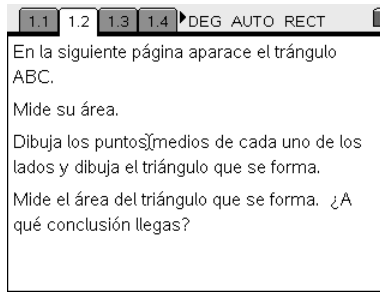 1.1 1.2 1.3 1.4 DEG AUTO RECT
En la siguiente página aparace el trángulo
ABC.
Mide su área.
Dibuja los puntos medios de cada uno de los
lados y dibuja el triángulo que se forma.
Mide el área del triángulo que se forma. ¿A
qué conclusión llegas?